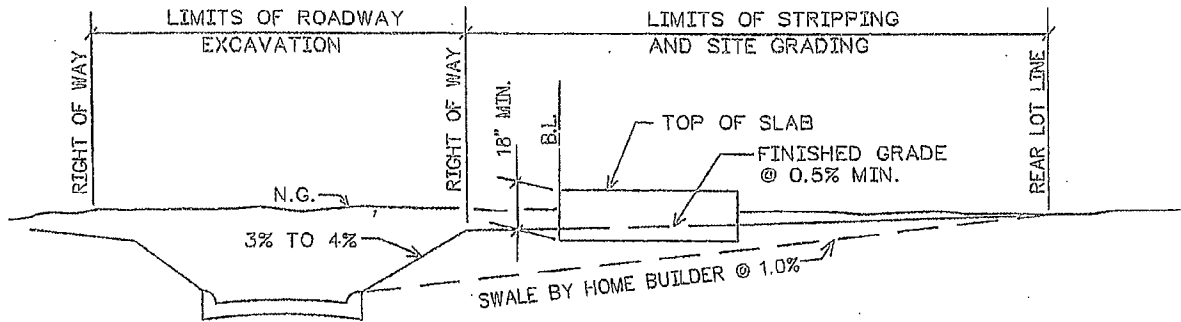 LIMITS OF ROADWAY
EXCAVATION
LIMITS OF STRIPPING
AND SITE GRADING
RIGHT OF WAY
RIGHT OF WAY
18" MIN.
B.L.
REAR LOT LINE
TOP OF SLAB
FINISHED GRADE
@ 0.5% MIN.
N.G.
3% TO 4%
SWALE BY HOME BUILDER @ 1.0%